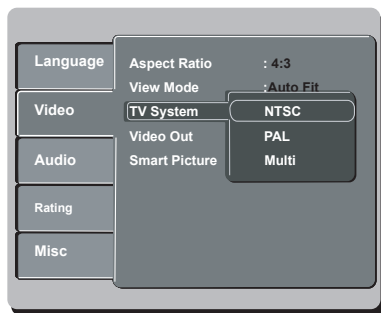 Language
Video
Audio
Rating
Misc
Aspect Ratio : 4:3
View Mode :Auto Fit
TV System NTSC
Video Out PAL
Smart Picture Multi